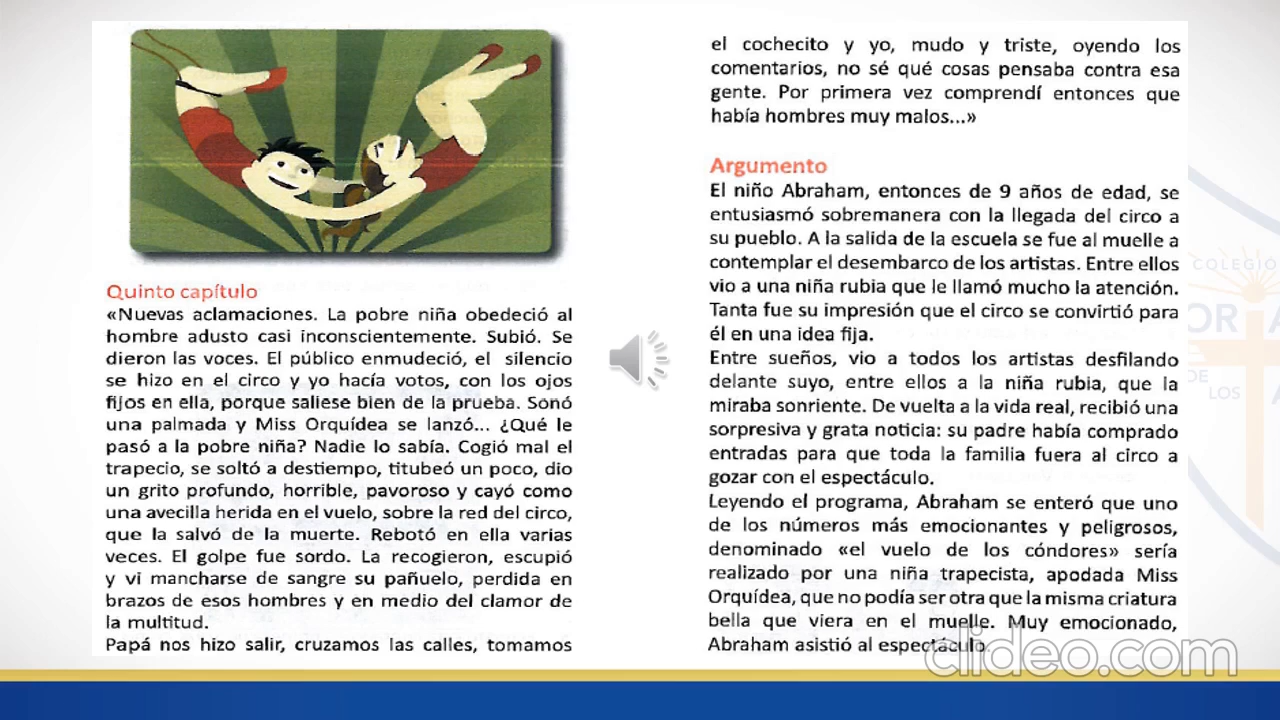 Quinto capítulo
«Nuevas aclamaciones. La pobre niña obedeció al
hombre adusto casi inconscientemente. Subió. Se
dieron las voces. El público enmudeció, el silencio
se hizo en el circo y yo hacía votos, con los ojos
fijos en ella, porque saliese bien de la prueba. Sonó
una palmada y Miss Orquídea se lanzó... ¿Qué le
pasó a la pobre niña? Nadie lo sabía. Cogió mal el
trapecio, se soltó a destiempo, titubeó un poco, dio
un grito profundo, horrible, pavoroso y cayó como
una avecilla herida en el vuelo, sobre la red del circo,
que la salvó de la muerte. Rebotó en ella varias
veces. El golpe fue sordo. La recogieron, escupió
y vi mancharse de sangre su pañuelo, perdida en
brazos de esos hombres y en medio del clamor de
la multitud.
Papá nos hizo salir, cruzamos las calles, tomamos
el cochecito y yo, mudo y triste, oyendo los
comentarios, no sé qué cosas pensaba contra esa
gente. Por primera vez comprendí entonces que
había hombres muy malos...»
Argumento
El niño Abraham, entonces de 9 años de edad, se
entusiasmó sobremanera con la llegada del circo a
su pueblo. A la salida de la escuela se fue al muelle a
contemplar el desembarco de los artistas. Entre ellos
vio a una niña rubia que le llamó mucho la atención.
Tanta fue su impresión que el circo se convirtió para
él en una idea fija.
Entre sueños, vio a todos los artistas desfilando
delante suyo, entre ellos a la niña rubia, que la
miraba sonriente. De vuelta a la vida real, recibió una
sorpresiva y grata noticia: su padre había comprado
entradas para que toda la familia fuera al circo a
gozar con el espectáculo.
Leyendo el programa, Abraham se enteró que uno
de los números más emocionantes y peligrosos,
denominado «el vuelo de los cóndores» sería
realizado por una niña trapecista, apodada Miss
Orquídea, que no podía ser otra que la misma criatura
bella que viera en el muelle. Muy emocionado,
Abraham asistió al espectáculo.
COLEGIO
DE
LOS
clideo.com